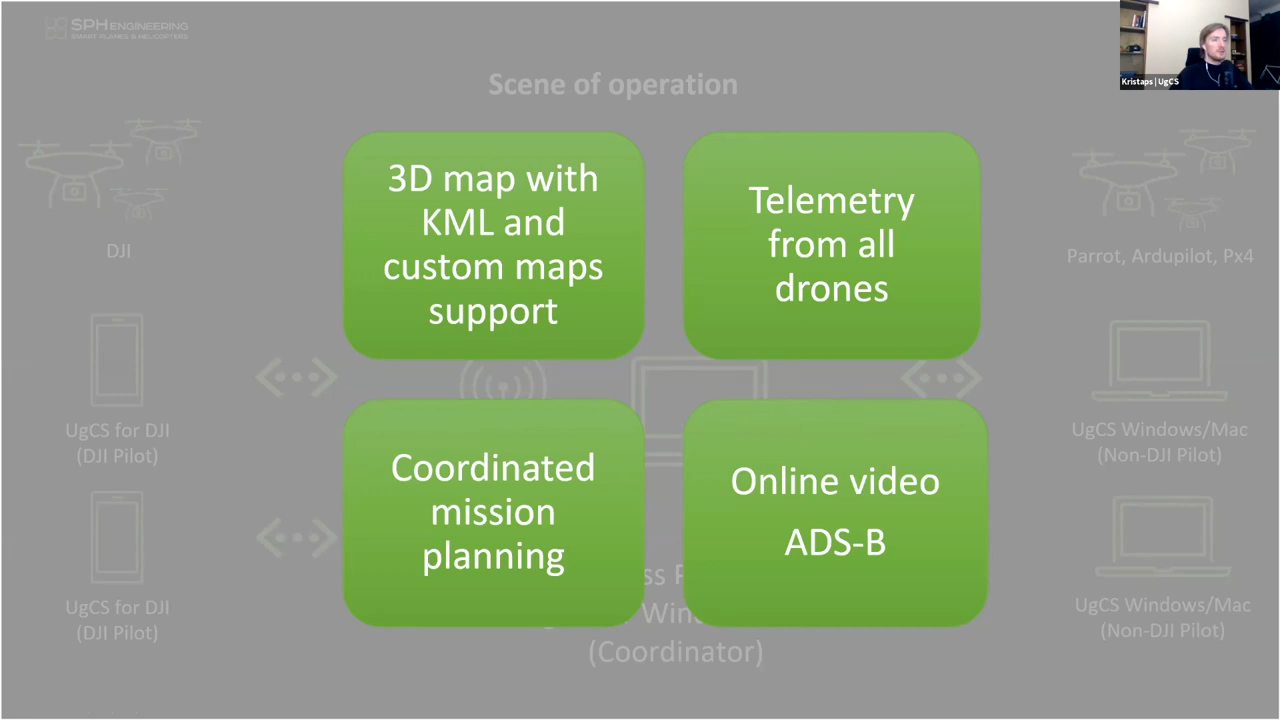 SPH ENGINEERING
SMART PLANES & HELICOPTERS
Kristaps | UgCS
Scene of operation
3D map with
KML and
custom maps
support
Telemetry
from all
drones
Coordinated
mission
planning
Online video
ADS-B
DJI
UgCS for DJI
(DJI Pilot)
UgCS for DJI
(DJI Pilot)
Parrot, Ardupilot, Px4
UgCS Windows/Mac
(Non-DJI Pilot)
UgCS Windows/Mac
(Non-DJI Pilot)
(Coordinator)